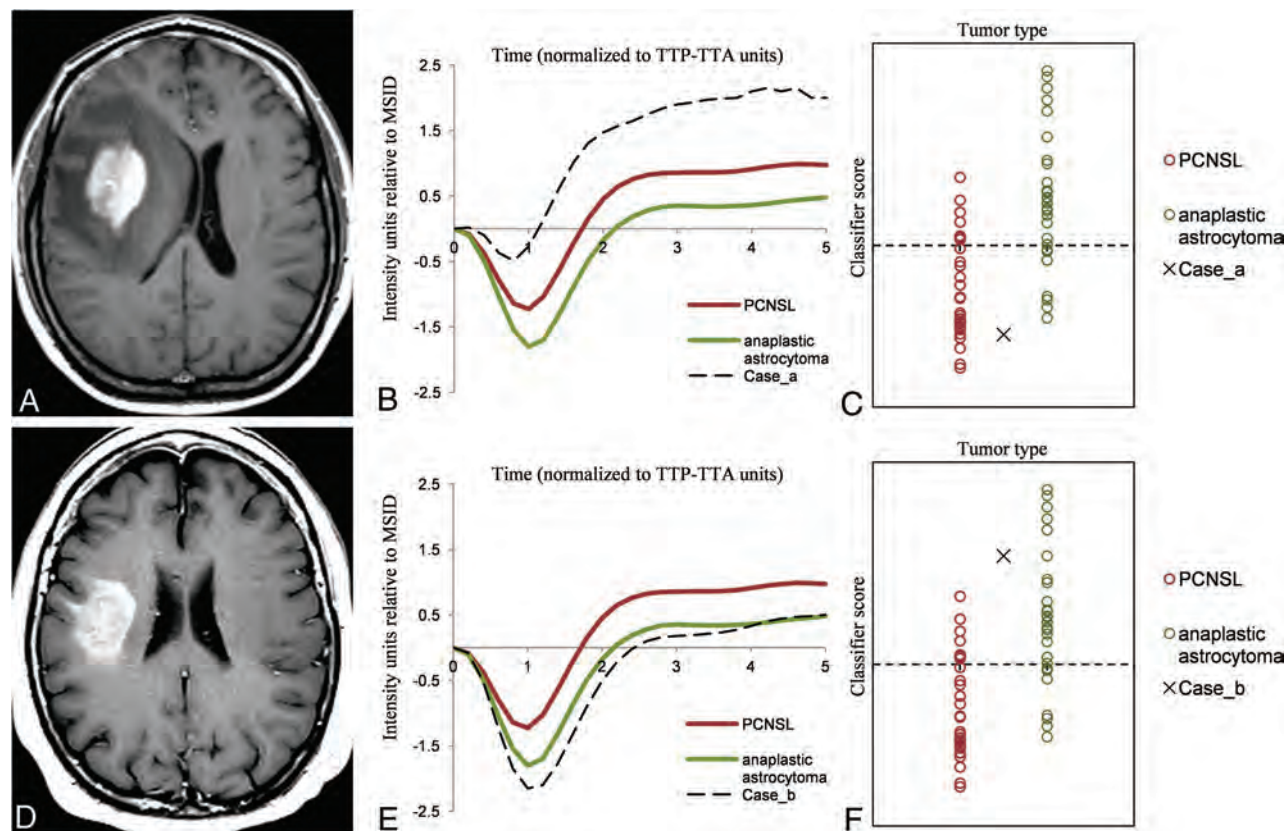 A
B
Time (normalized to TTP-TTA units)
Intensity units relative to MSID
2.5
1.5
0.5
-0.5
-1.5
-2.5
0
1
2
3
4
5
PCNSL
anaplastic
astrocytoma
Case_a
C
Tumor type
Classifier score
PCNSL
anaplastic
astrocytoma
Case_a
D
E
Time (normalized to TTP-TTA units)
Intensity units relative to MSID
2.5
1.5
0.5
-0.5
-1.5
-2.5
0
1
2
3
4
5
PCNSL
anaplastic
astrocytoma
Case_b
F
Tumor type
Classifier score
PCNSL
anaplastic
astrocytoma
Case_b